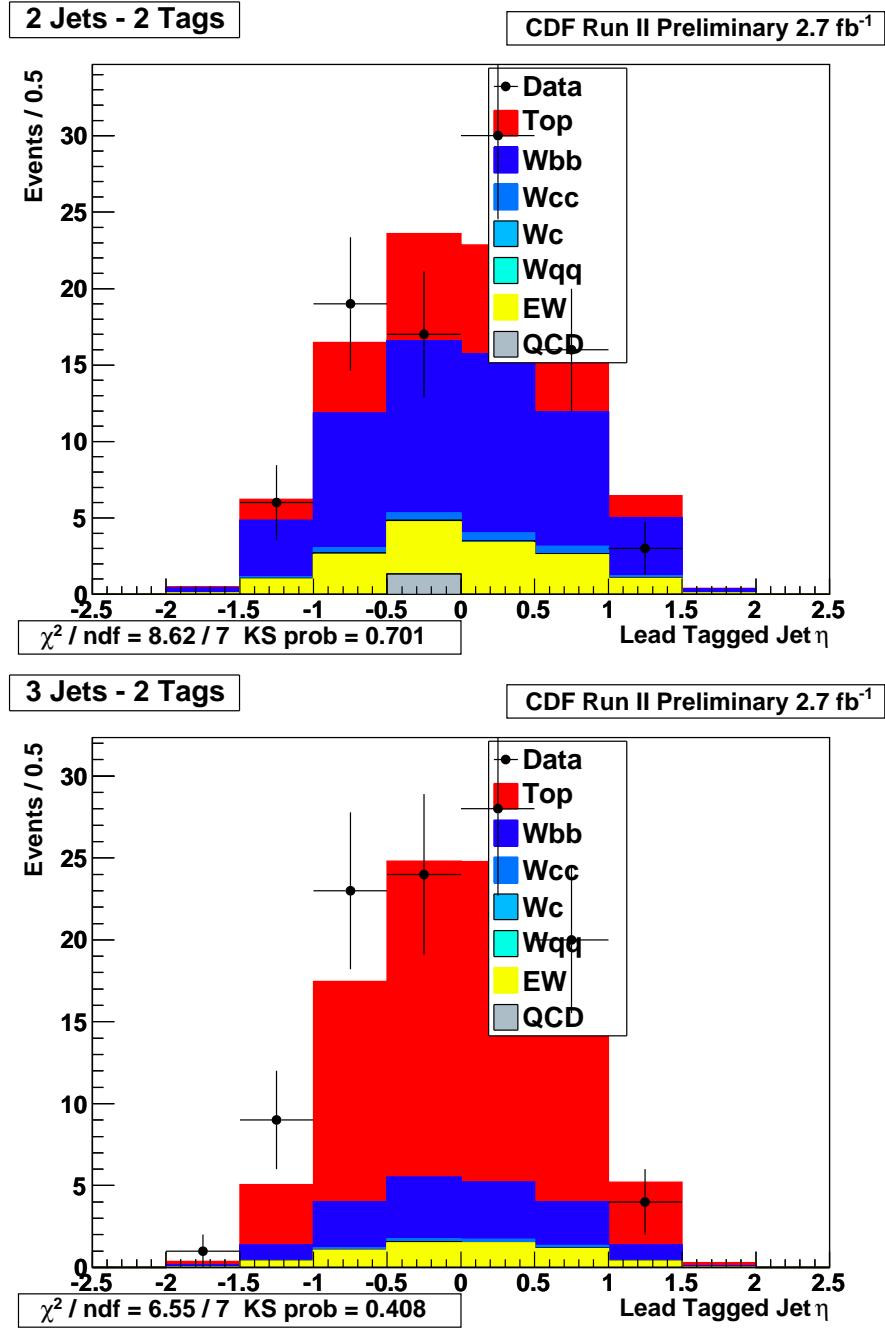 2 Jets - 2 Tags
CDF Run II Preliminary 2.7 fb-1
Events / 0.5
30
25
20
15
10
5
0
Data
Top
Wbb
Wcc
Wc
Wqq
EW
QCD
-2.5 -2 -1.5 -1 -0.5 0 0.5 1 1.5 2 2.5
χ2 / ndf = 8.62 / 7 KS prob = 0.701
Lead Tagged Jet η
3 Jets - 2 Tags
CDF Run II Preliminary 2.7 fb-1
Events / 0.5
30
25
20
15
10
5
0
Data
Top
Wbb
Wcc
Wc
Wqq
EW
QCD
-2.5 -2 -1.5 -1 -0.5 0 0.5 1 1.5 2 2.5
χ2 / ndf = 6.55 / 7 KS prob = 0.408
Lead Tagged Jet η